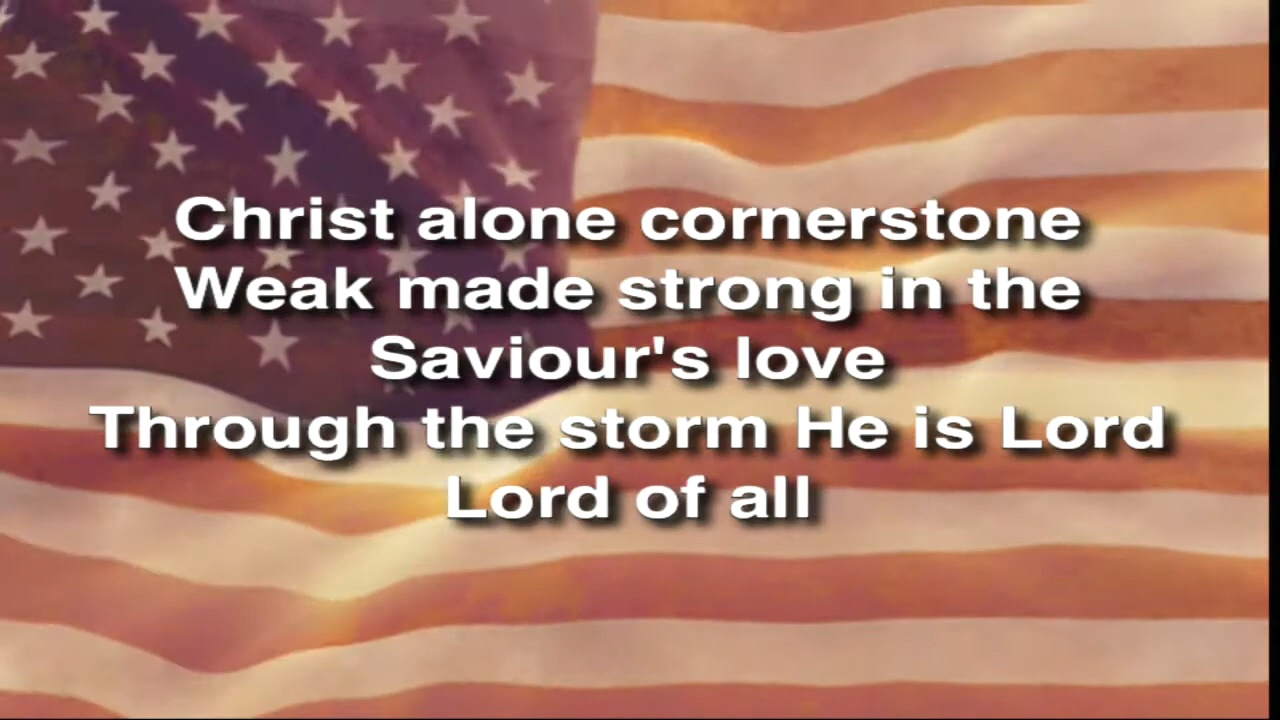 Christ alone cornerstone
Weak made strong in the
Saviour's love
Through the storm He is Lord
Lord of all